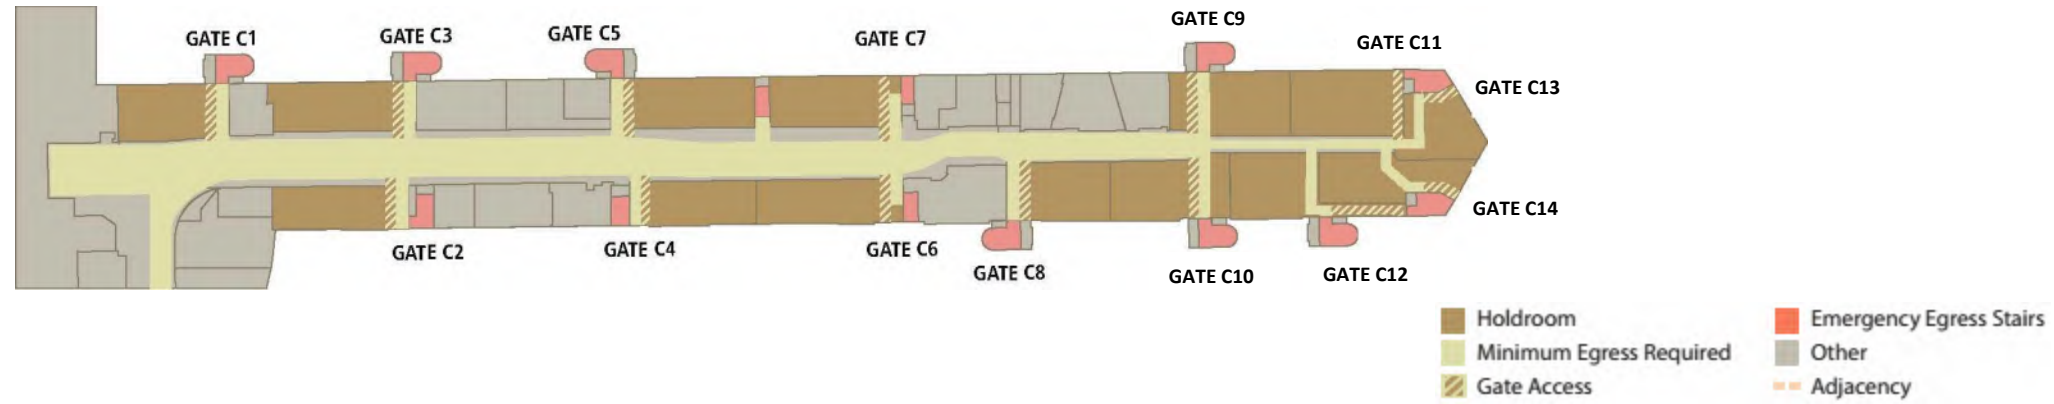 GATE C9
GATE C1
GATE C3
GATE C5
GATE C7
GATE C11
GATE C13
GATE C14
GATE C2
GATE C4
GATE C6
GATE C8
GATE C10
GATE C12
Holdroom
Emergency Egress Stairs
Minimum Egress Required
Other
Gate Access
Adjacency